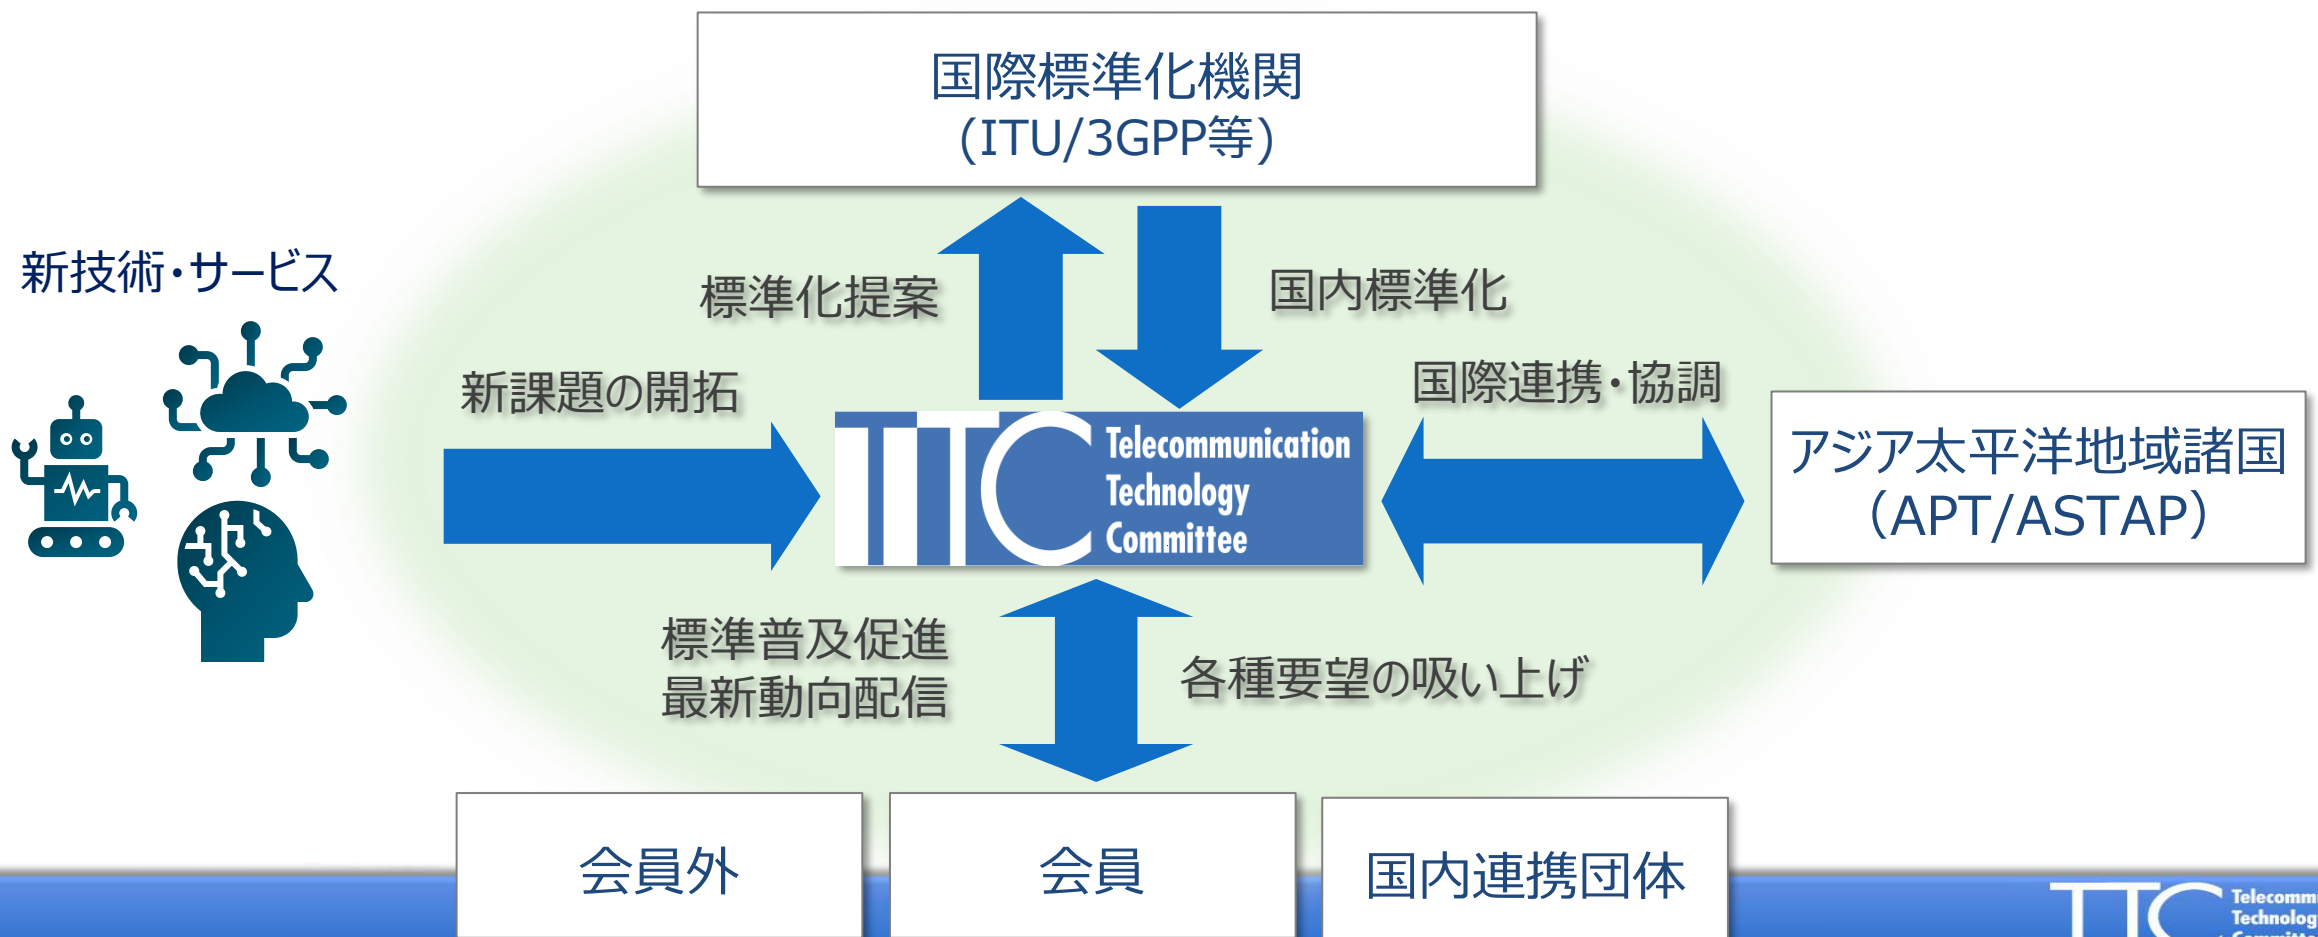 国際標準化機関
(ITU/3GPP等)
新技術・サービス
標準化提案
国内標準化
新課題の開拓
国際連携・協調
TTC
Telecommunication
Technology
Committee
アジア太平洋地域諸国
（APT/ASTAP）
標準普及促進
最新動向配信
各種要望の吸い上げ
会員外
会員
国内連携団体
TTC